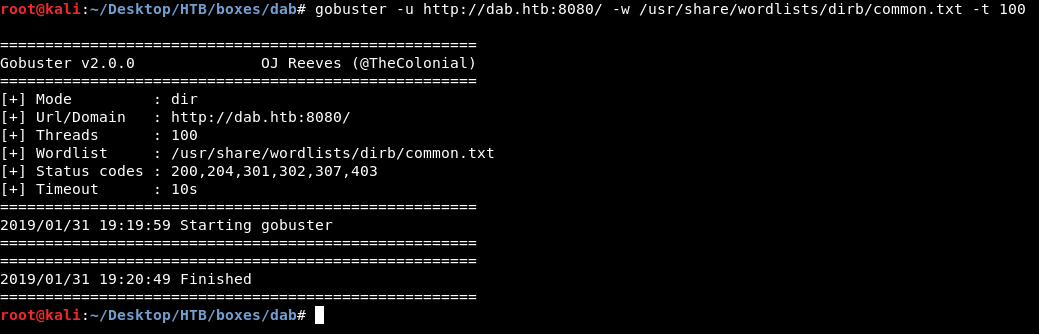 root@kali:~/Desktop/HTB/boxes/dab# gobuster -u http://dab.htb:8080/ -w /usr/share/wordlists/dirb/common.txt -t 100
=====================================================
Gobuster v2.0.0              OJ Reeves (@TheColonial)
=====================================================
[+] Mode         : dir
[+] Url/Domain   : http://dab.htb:8080/
[+] Threads      : 100
[+] Wordlist     : /usr/share/wordlists/dirb/common.txt
[+] Status codes : 200,204,301,302,307,403
[+] Timeout      : 10s
=====================================================
2019/01/31 19:19:59 Starting gobuster
=====================================================
=====================================================
2019/01/31 19:20:49 Finished
=====================================================
root@kali:~/Desktop/HTB/boxes/dab#